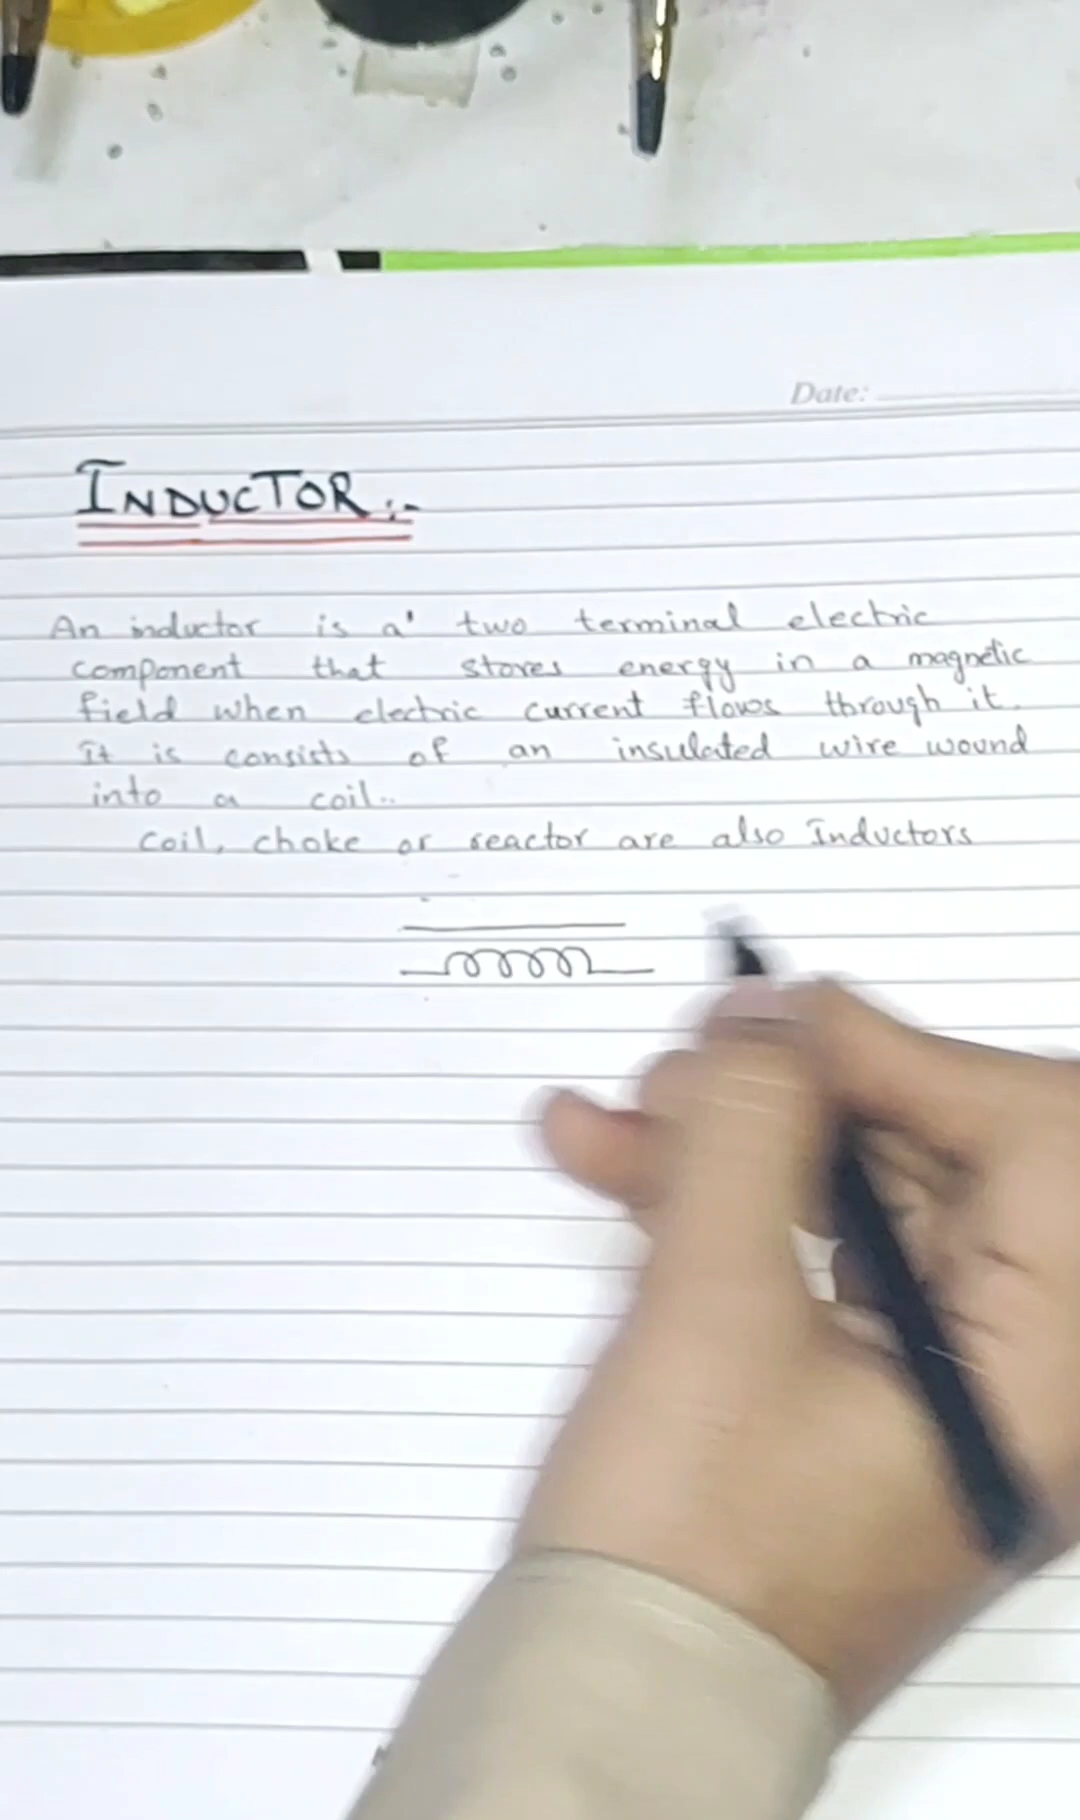 Date:
INDUCTOR:-
An inductor is a' two terminal electric
component that stores energy in a magnetic
field when electric current flows through it.
It is consists of an insulated wire wound
into a coil..
Coil, choke or reactor are also Inductors